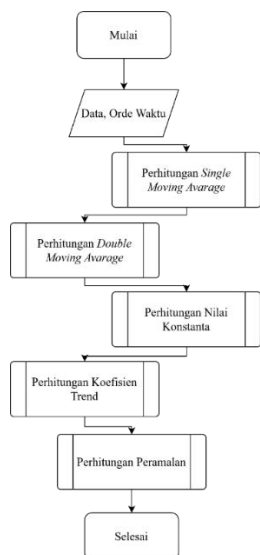 Mulai
Data, Orde Waktu
Perhitungan Single
Moving Avarage
Perhitungan Double
Moving Avarage
Perhitungan Nilai
Konstanta
Perhitungan Koefisien
Trend
Perhitungan Peramalan
Selesai